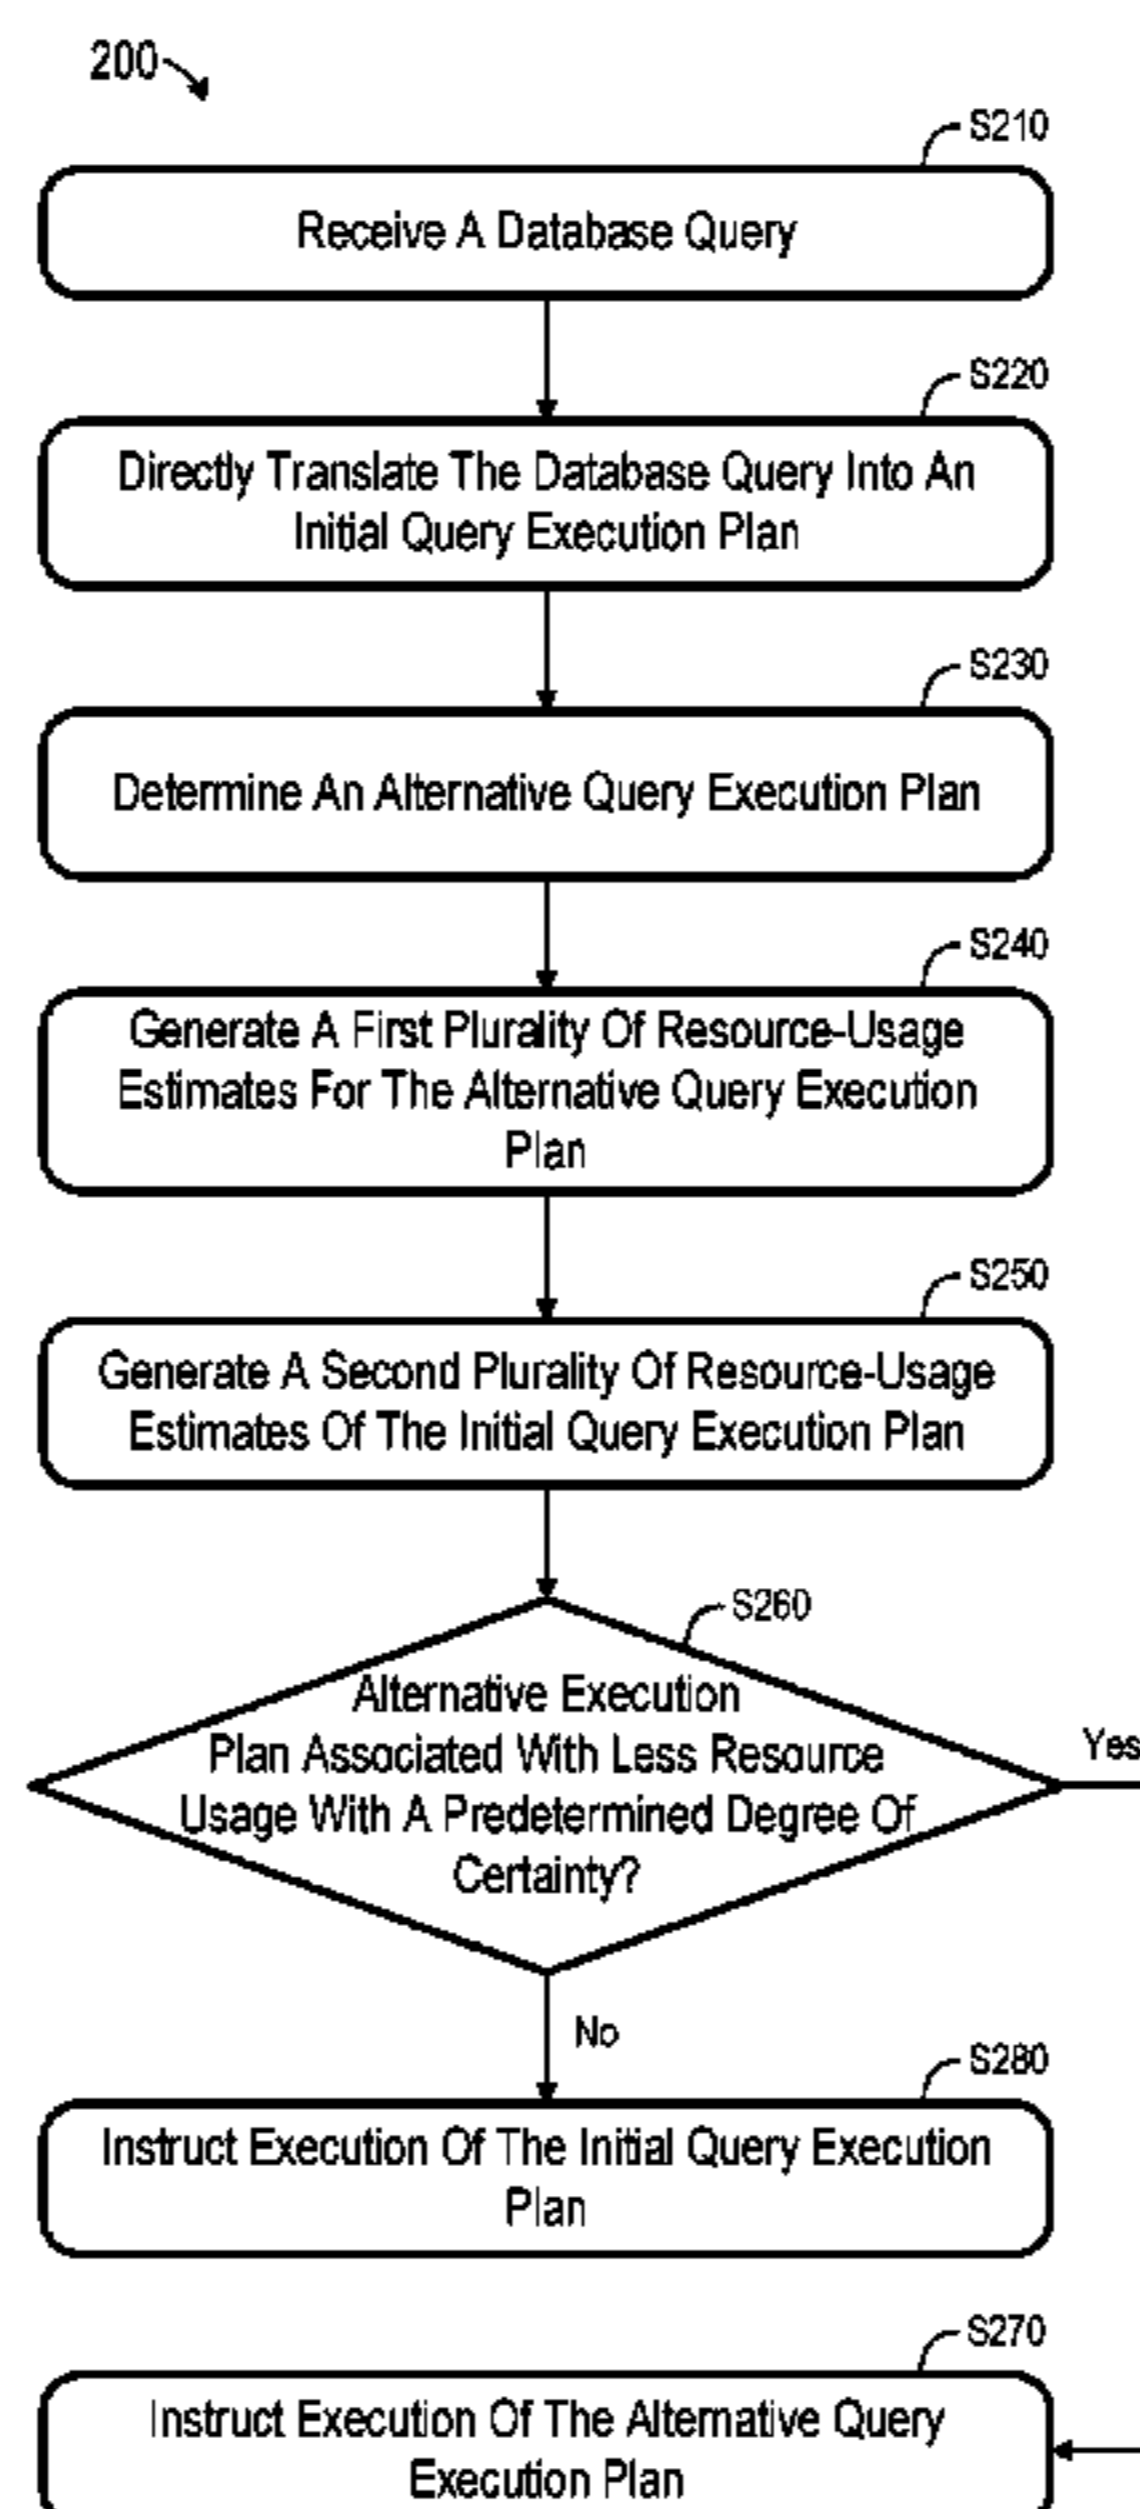 200
S210
Receive A Database Query
S220
Directly Translate The Database Query Into An
Initial Query Execution Plan
S230
Determine An Alternative Query Execution Plan
S240
Generate A First Plurality Of Resource-Usage
Estimates For The Alternative Query Execution
Plan
S250
Generate A Second Plurality Of Resource-Usage
Estimates Of The Initial Query Execution Plan
S260
Alternative Execution
Plan Associated With Less Resource
Usage With A Predetermined Degree Of
Certainty?
Yes
No
S280
Instruct Execution Of The Initial Query Execution
Plan
S270
Instruct Execution Of The Alternative Query
Execution Plan